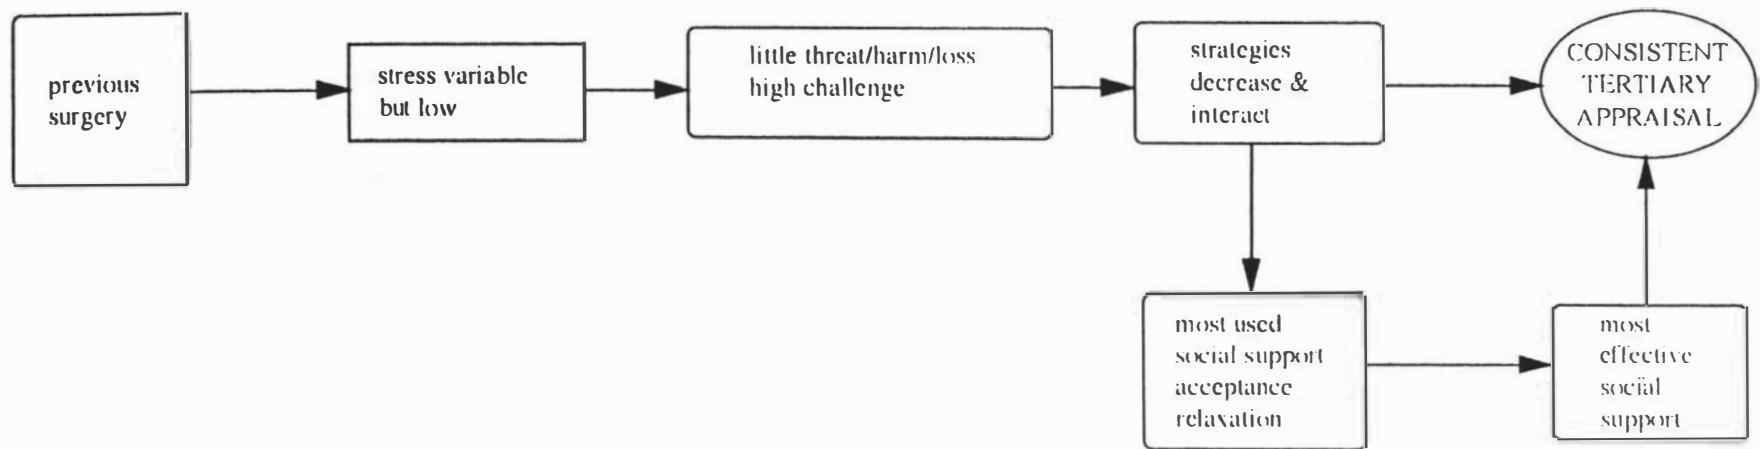 previous
surgery
stress variable
but low
little threat/harm/loss
high challenge
strategies
decrease &
interact
CONSISTENT
TERTIARY
APPRAISAL
most used
social support
acceptance
relaxation
most
effective
social
support